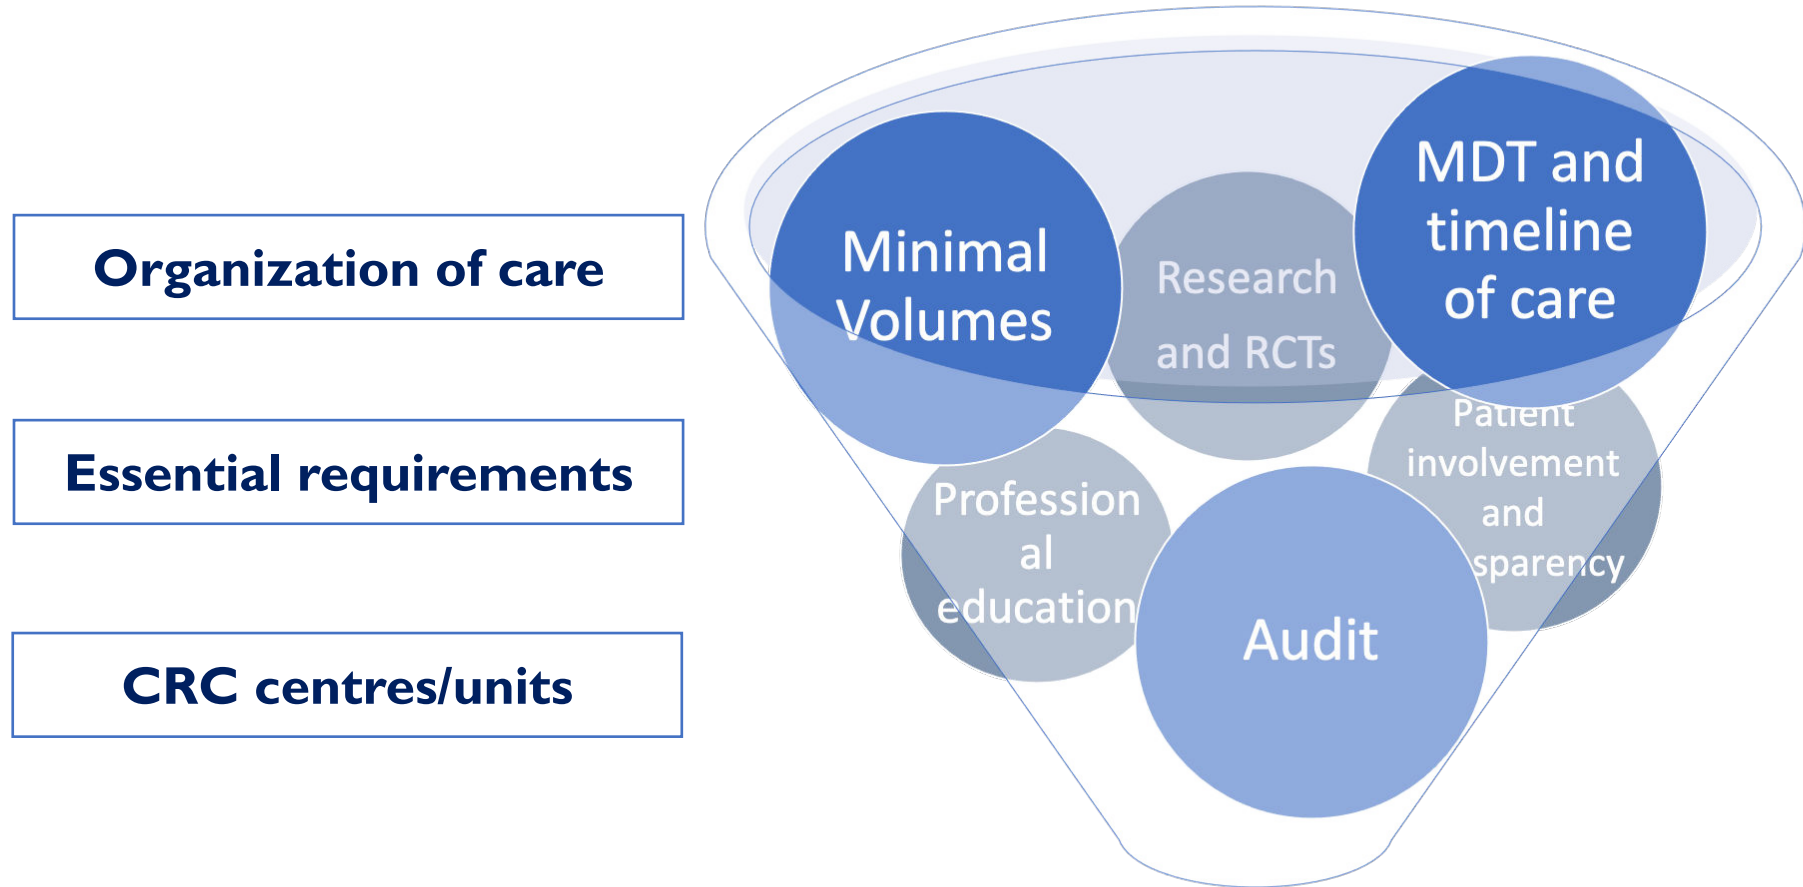 Organization of care
Essential requirements
CRC centres/units
Minimal
Volumes
Research
and RCTs
MDT and
timeline
of care
Profession
al
education
Audit
Patient
involvement
and
sparency